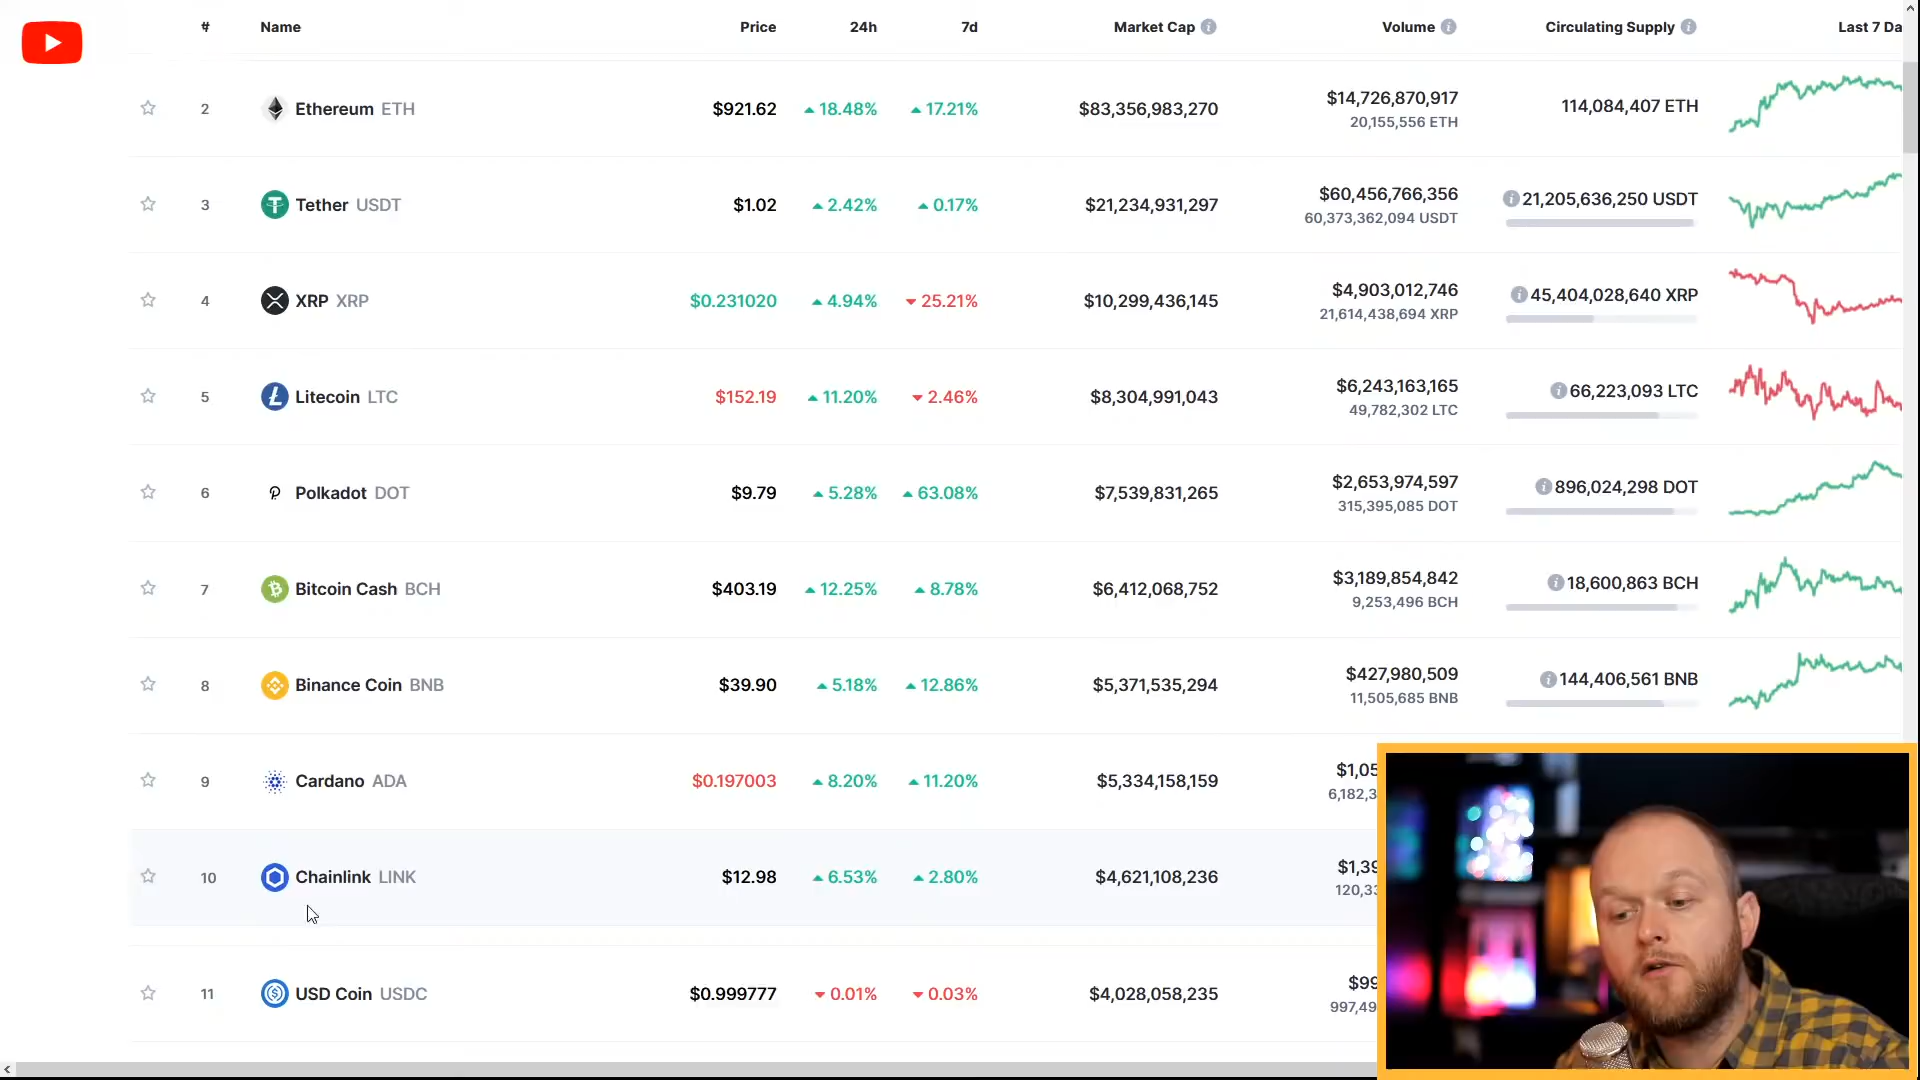 # Name Price 24h 7d Market Cap Volume Circulating Supply Last 7 Da
2 Ethereum ETH $921.62 18.48% 17.21% $83,356,983,270 $14,726,870,917 114,084,407 ETH
20,155,556 ETH
3 Tether USDT $1.02 2.42% 0.17% $21,234,931,297 $60,456,766,356 21,205,636,250 USDT
60,373,362,094 USDT
4 XRP XRP $0.231020 4.94% 25.21% $10,299,436,145 $4,903,012,746 45,404,028,640 XRP
21,614,438,694 XRP
5 Litecoin LTC $152.19 11.20% 2.46% $8,304,991,043 $6,243,163,165 66,223,093 LTC
49,782,302 LTC
6 Polkadot DOT $9.79 5.28% 63.08% $7,539,831,265 $2,653,974,597 896,024,298 DOT
315,395,085 DOT
7 Bitcoin Cash BCH $403.19 12.25% 8.78% $6,412,068,752 $3,189,854,842 18,600,863 BCH
9,253,496 BCH
8 Binance Coin BNB $39.90 5.18% 12.86% $5,371,535,294 $427,980,509 144,406,561 BNB
11,505,685 BNB
9 Cardano ADA $0.197003 8.20% 11.20% $5,334,158,159 $1,05
6,182,3
10 Chainlink LINK $12.98 6.53% 2.80% $4,621,108,236 $1,39
120,33
11 USD Coin USDC $0.999777 0.01% 0.03% $4,028,058,235 $99
997,49